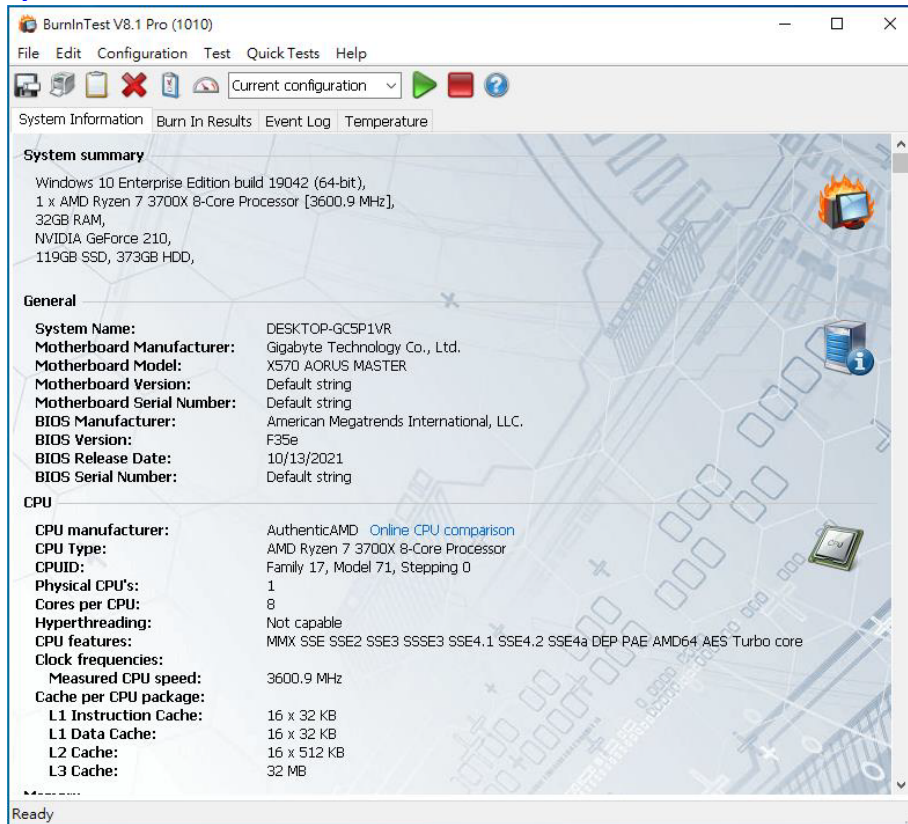 BurnInTest V8.1 Pro (1010)
File Edit Configuration Test Quick Tests Help
Current configuration
System Information Burn In Results Event Log Temperature
System summary
Windows 10 Enterprise Edition build 19042 (64-bit),
1 x AMD Ryzen 7 3700X 8-Core Processor [3600.9 MHz],
32GB RAM,
NVIDIA GeForce 210,
119GB SSD, 373GB HDD,
General
System Name: DESKTOP-GC5P1VR
Motherboard Manufacturer: Gigabyte Technology Co., Ltd.
Motherboard Model: X570 AORUS MASTER
Motherboard Version: Default string
Motherboard Serial Number: Default string
BIOS Manufacturer: American Megatrends International, LLC.
BIOS Version: F35e
BIOS Release Date: 10/13/2021
BIOS Serial Number: Default string
CPU
CPU manufacturer: AuthenticAMD Online CPU comparison
CPU Type: AMD Ryzen 7 3700X 8-Core Processor
CPUID: Family 17, Model 71, Stepping 0
Physical CPU's: 1
Cores per CPU: 8
Hyperthreading: Not capable
CPU features: MMX SSE SSE2 SSE3 SSSE3 SSE4.1 SSE4.2 SSE4a DEP PAE AMD64 AES Turbo core
Clock frequencies:
Measured CPU speed: 3600.9 MHz
Cache per CPU package:
L1 Instruction Cache: 16 x 32 KB
L1 Data Cache: 16 x 32 KB
L2 Cache: 16 x 512 KB
L3 Cache: 32 MB
Ready